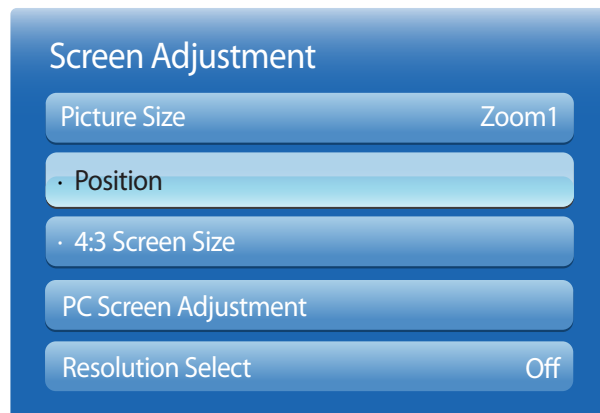 Screen Adjustment
Picture Size Zoom1
· Position
· 4:3 Screen Size
PC Screen Adjustment
Resolution Select Off